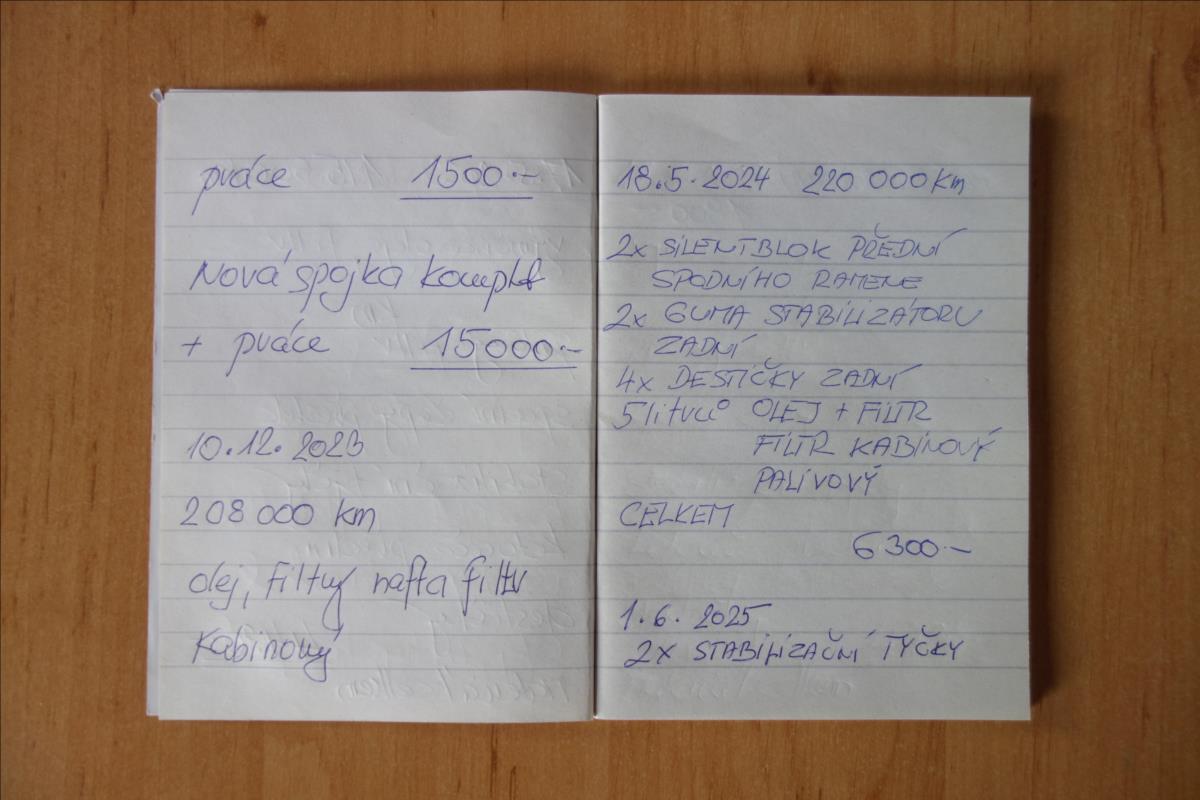 práce 1500.-
Nová spojka komplet
+ práce 15000.-
10.12.2023
208 000 km
olej, filtry nafta filtr
kabinový
18.5.2024 220 000 km
2x SILENTBLOK PŘEDNÍ
SPODNÍHO RAMENE
2x GUMA STABILIZÁTORU
ZADNÍ
4x DESTIČKY ZADNÍ
5 litrů OLEJ + FILTR
FILTR KABINOVÝ
PALIVOVÝ
CELKEM
6 300.-
1.6. 2025
2x STABILIZAČNÍ TYČKY